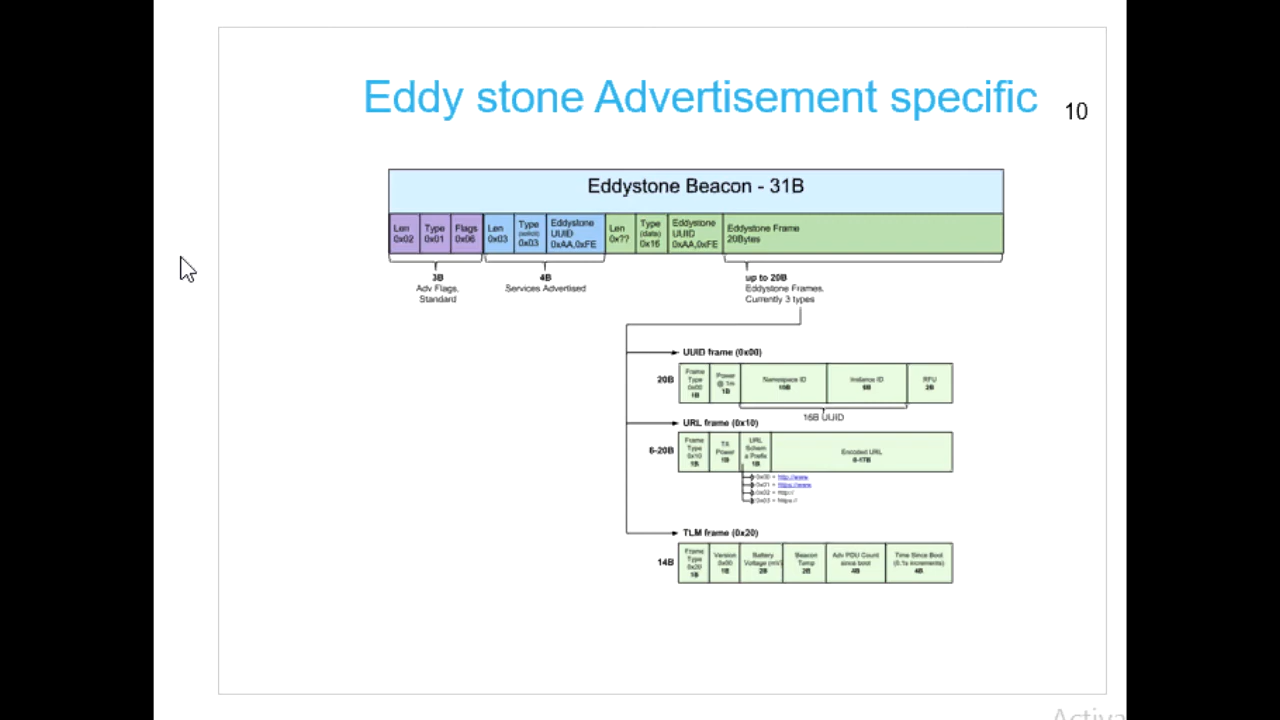 Eddy stone Advertisement specific
10
Eddystone Beacon - 31B
Len
0x02
Type
0x01
Flags
0x06
Len
0x03
Type
(solicit)
0x03
Eddystone
UUID
0xAA,0xFE
Len
0x??
Type
(data)
0x16
Eddystone
UUID
0xAA,0xFE
Eddystone Frame
20Bytes
3B
Adv Flags,
Standard
4B
Services Advertised
up to 20B
Eddystone Frames,
Currently 3 types
UUID frame (0x00)
20B
Frame
Type
0x00
1B
Power
@ 1m
1B
Namespace ID
10B
Instance ID
6B
RFU
2B
16B UUID
URL frame (0x10)
6-20B
Frame
Type
0x10
1B
TX
Power
1B
URL
Schem
a Prefix
1B
Encoded URL
0-17B
0x00 = http://www.
0x01 = https://www.
0x02 = http://
0x03 = https://
TLM frame (0x20)
14B
Frame
Type
0x20
1B
Version
0x00
1B
Battery
Voltage (mV)
2B
Beacon
Temp
2B
Adv PDU Count
since boot
4B
Time Since Boot
(0.1s increments)
4B